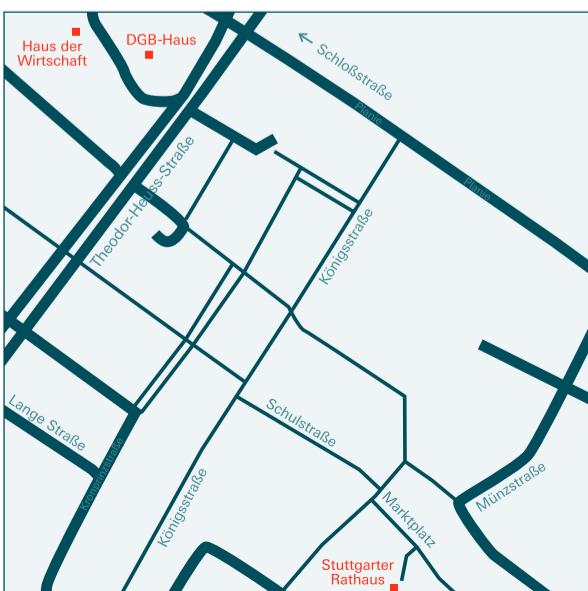 Haus der
Wirtschaft
DGB-Haus
Schloßstraße
Planie
Planie
Theodor-Heuss-Straße
Königsstraße
Lange Straße
Kronprinzstraße
Schulstraße
Königsstraße
Marktplatz
Münzstraße
Stuttgarter
Rathaus